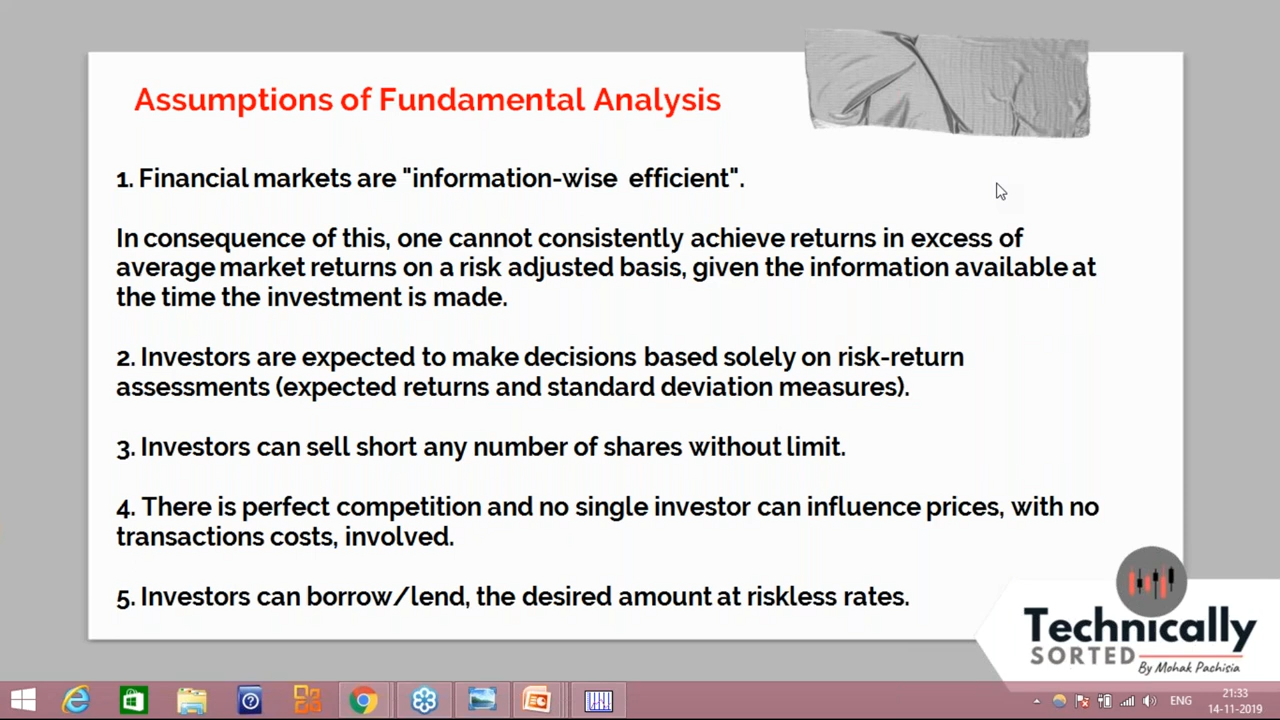 Assumptions of Fundamental Analysis
1. Financial markets are "information-wise efficient".
In consequence of this, one cannot consistently achieve returns in excess of
average market returns on a risk adjusted basis, given the information available at
the time the investment is made.
2. Investors are expected to make decisions based solely on risk-return
assessments (expected returns and standard deviation measures).
3. Investors can sell short any number of shares without limit.
4. There is perfect competition and no single investor can influence prices, with no
transactions costs, involved.
5. Investors can borrow/lend, the desired amount at riskless rates.
Technically
SORTED
By Mohak Pachisia
ENG
21:33
14-11-2019